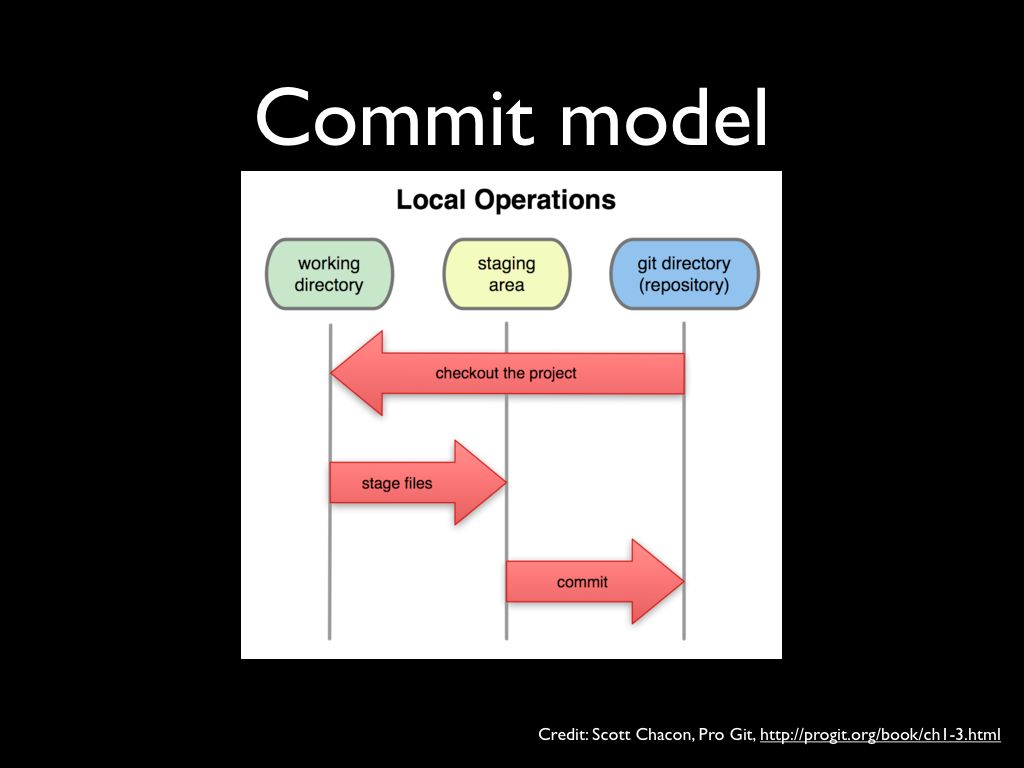 Commit model
Local Operations
working
directory
staging
area
git directory
(repository)
checkout the project
stage files
commit
Credit: Scott Chacon, Pro Git, http://progit.org/book/ch1-3.html